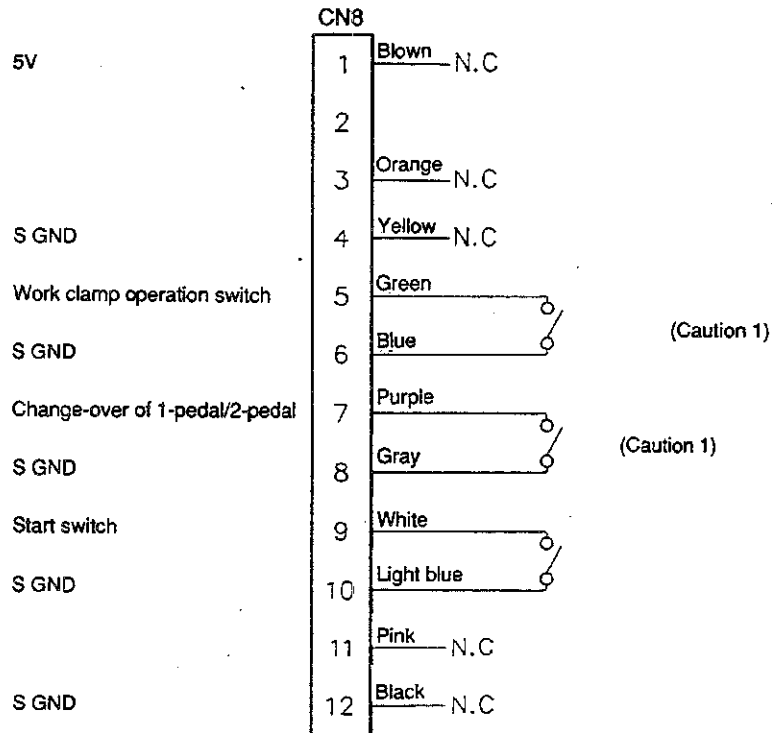 CN8
5V 1 Blown N.C
2
3 Orange N.C
S GND 4 Yellow N.C
Work clamp operation switch 5 Green
(Caution 1)
S GND 6 Blue
Change-over of 1-pedal/2-pedal 7 Purple
(Caution 1)
S GND 8 Gray
Start switch 9 White
S GND 10 Light blue
11 Pink N.C
S GND 12 Black N.C